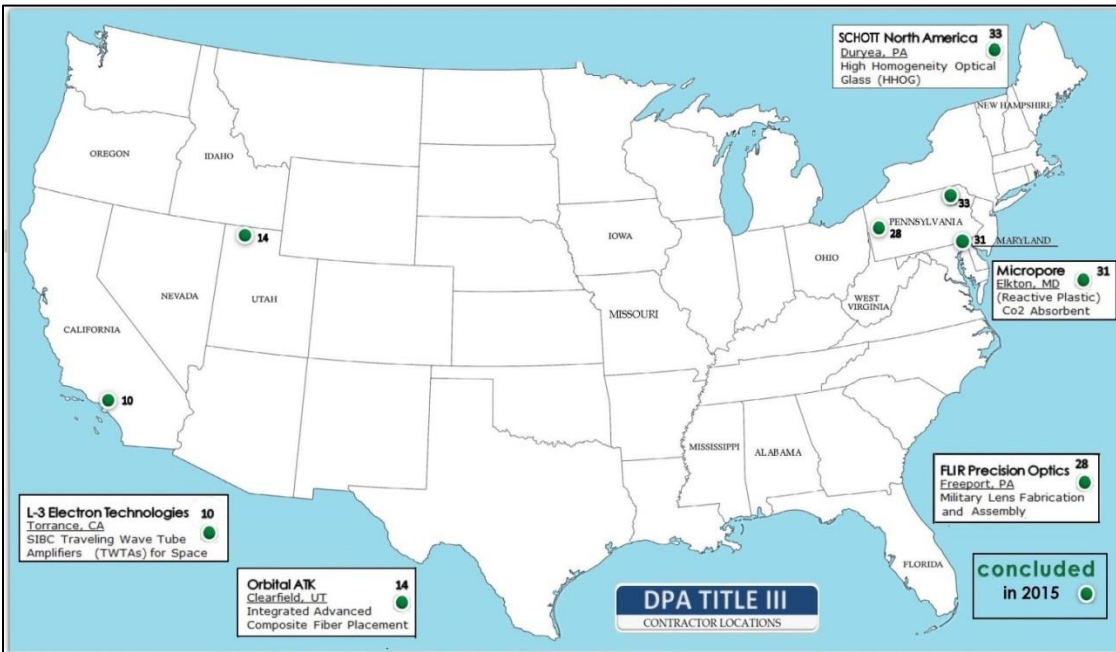 SCHOTT North America 33
Duryea, PA
High Homogeneity Optical
Glass (HHOG)
NEW HAMPSHIRE
OREGON
IDAHO
33
PENNSYLVANIA
28
14
IOWA
31
MARYLAND
OHIO
Micropore 31
Elkton, MD
(Reactive Plastic)
Co2 Absorbent
NEVADA
UTAH
WEST
VIRGINIA
MISSOURI
CALIFORNIA
10
MISSISSIPPI
ALABAMA
FLIR Precision Optics 28
Freeport, PA
Military Lens Fabrication
and Assembly
L-3 Electron Technologies 10
Torrance, CA
SIBC Traveling Wave Tube
Amplifiers (TWTAs) for Space
FLORIDA
concluded
in 2015
Orbital ATK 14
Clearfield, UT
Integrated Advanced
Composite Fiber Placement
DPA TITLE III
CONTRACTOR LOCATIONS